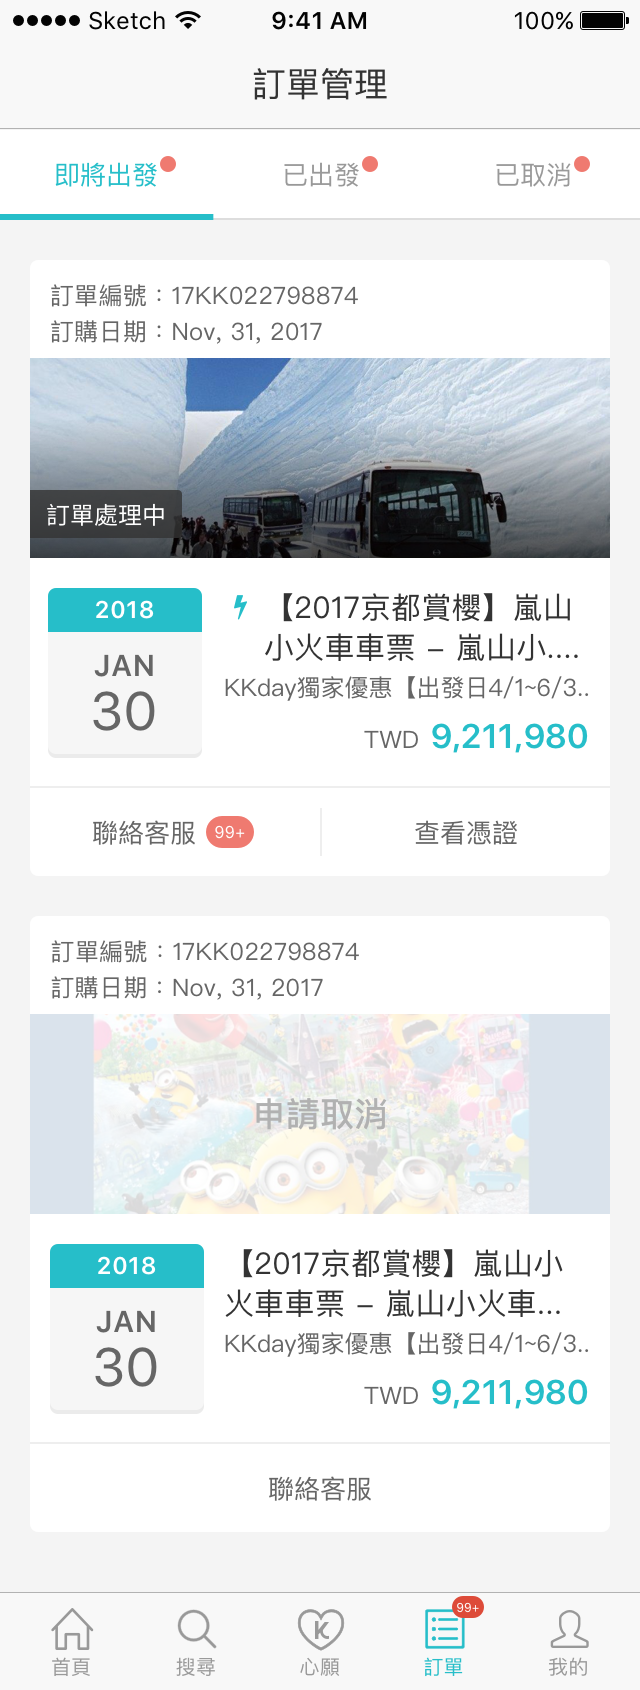 Sketch 9:41 AM 100%
訂單管理
即將出發 已出發 已取消
訂單編號：17KK022798874
訂購日期：Nov, 31, 2017
訂單處理中
2018
JAN
30
【2017京都賞櫻】嵐山
小火車車票 – 嵐山小....
KKday獨家優惠【出發日4/1~6/3..
TWD 9,211,980
聯絡客服 99+ 查看憑證
訂單編號：17KK022798874
訂購日期：Nov, 31, 2017
申請取消
2018
JAN
30
【2017京都賞櫻】嵐山小
火車車票 – 嵐山小火車...
KKday獨家優惠【出發日4/1~6/3..
TWD 9,211,980
聯絡客服
99+
首頁 搜尋 心願 訂單 我的